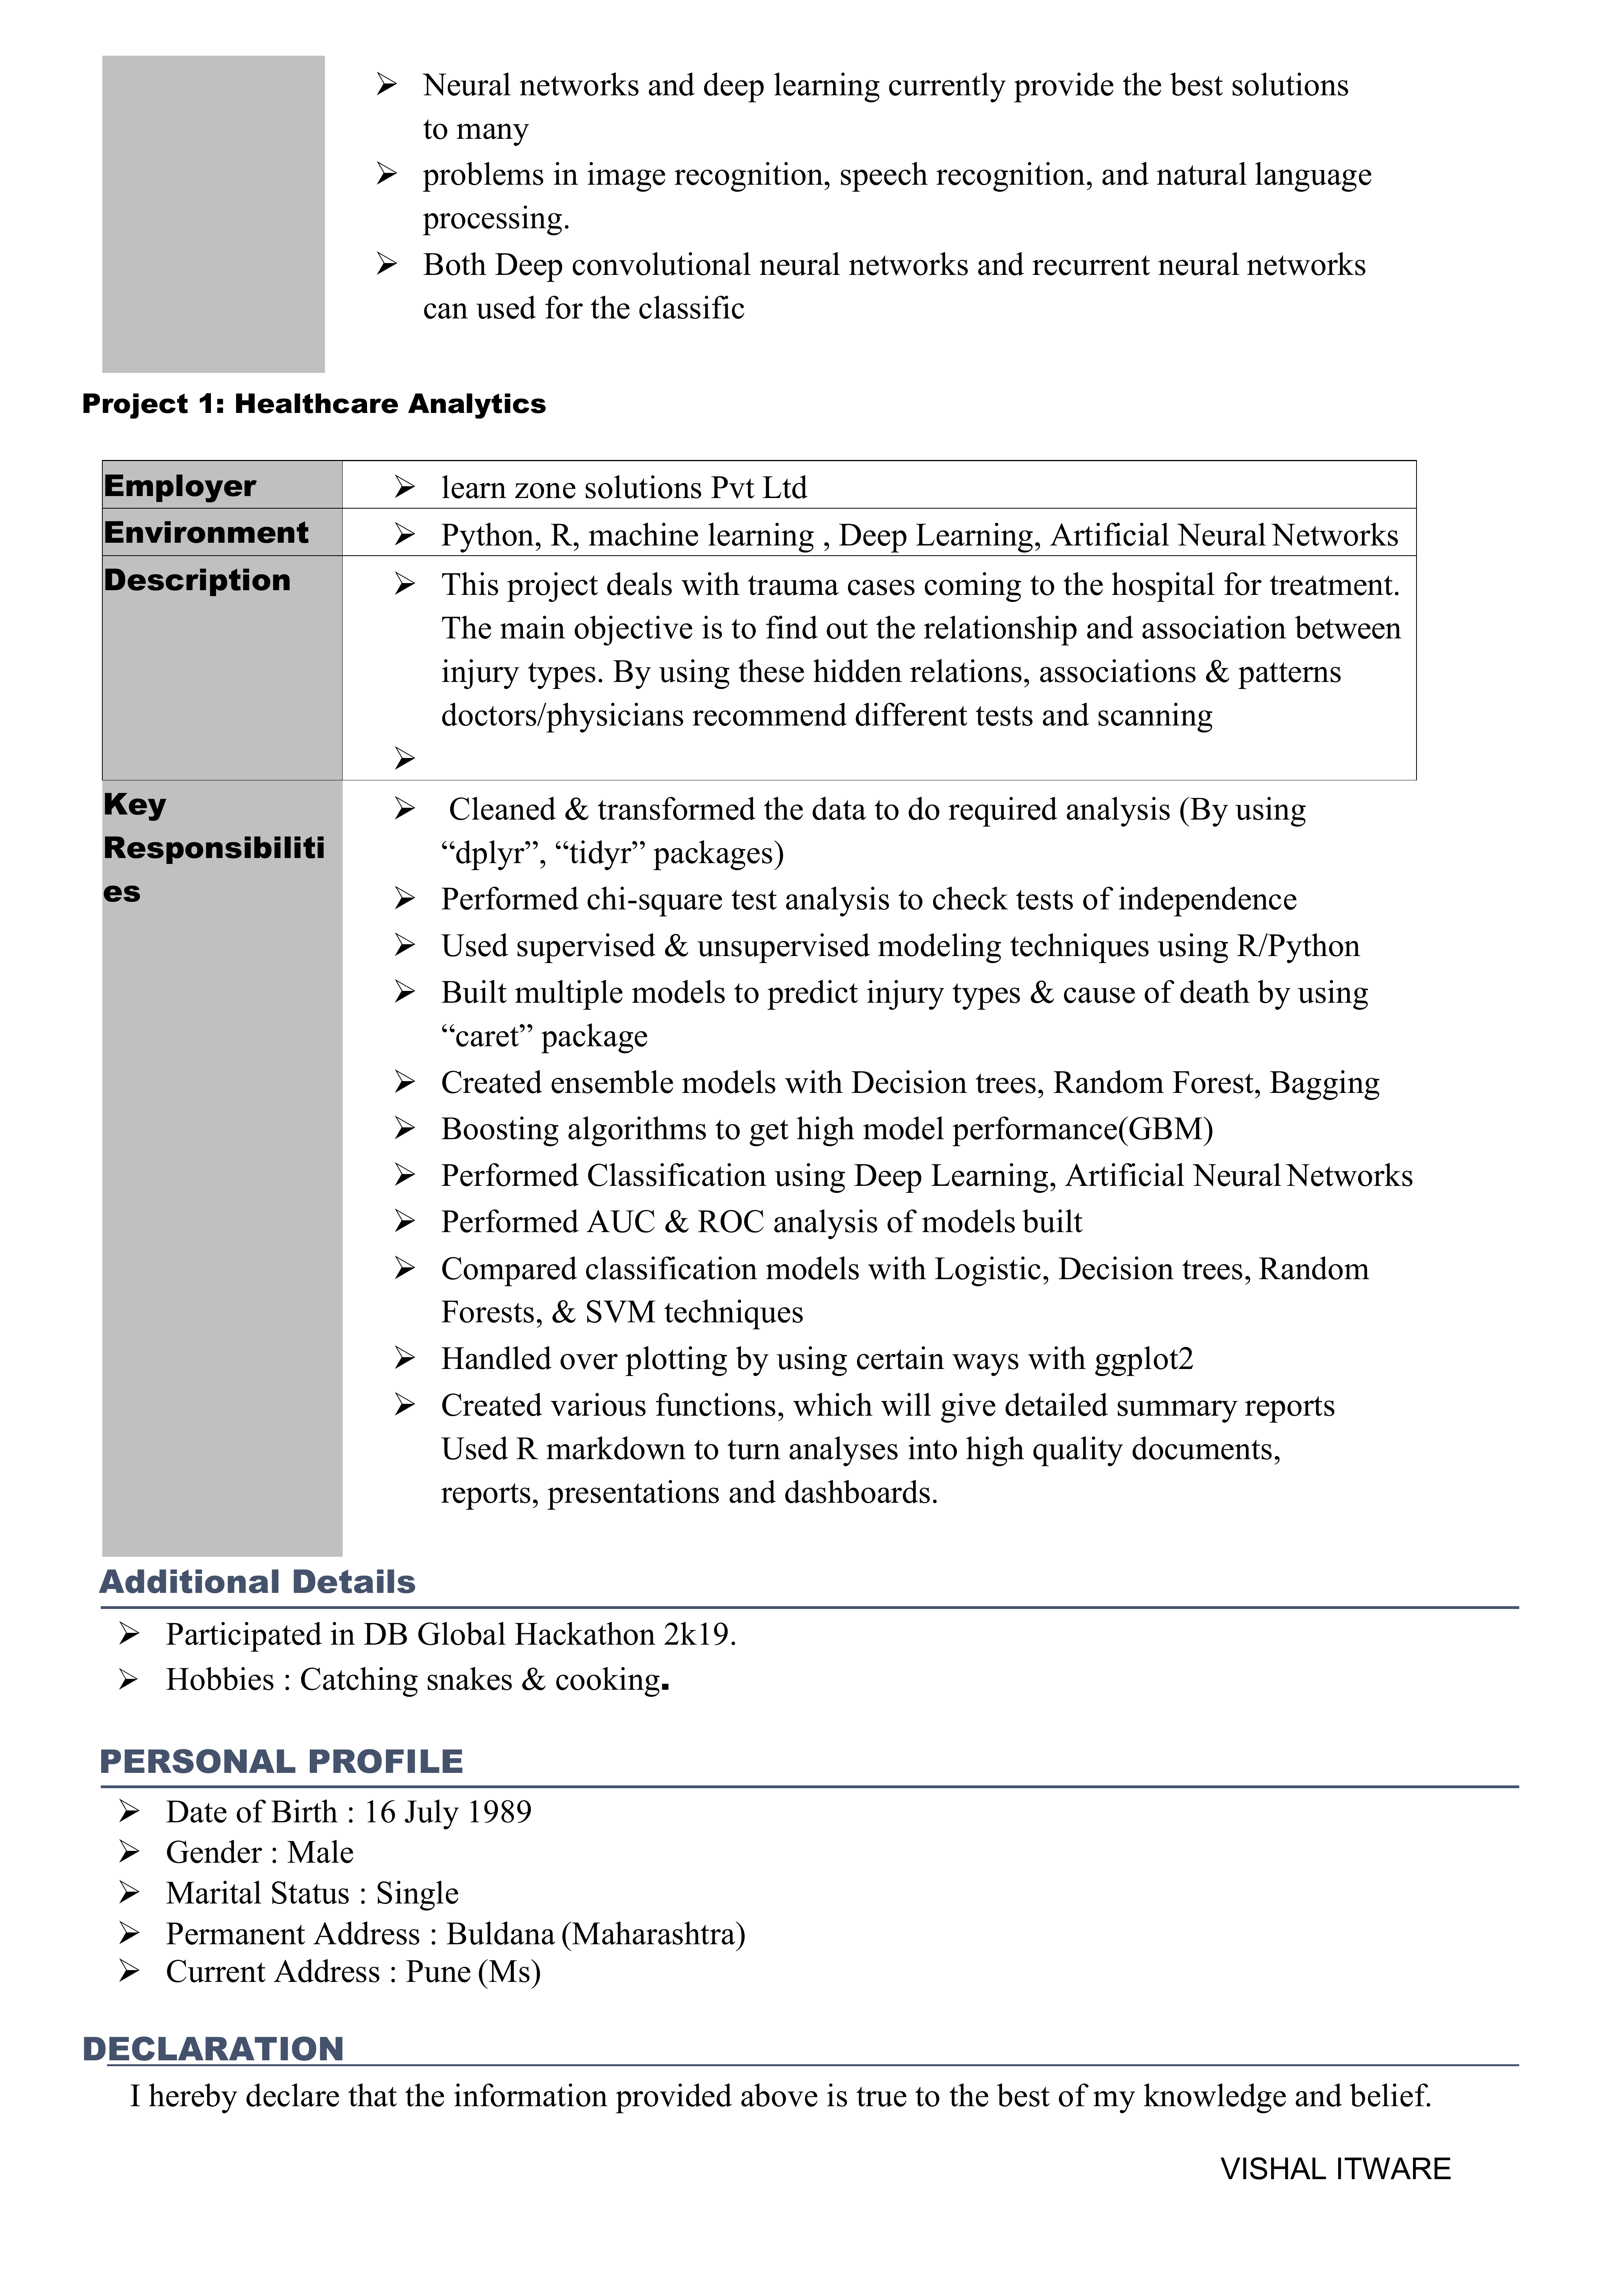 ➢ Neural networks and deep learning currently provide the best solutions
to many
➢ problems in image recognition, speech recognition, and natural language
processing.
➢ Both Deep convolutional neural networks and recurrent neural networks
can used for the classific
Project 1: Healthcare Analytics
Employer ➢ learn zone solutions Pvt Ltd
Environment ➢ Python, R, machine learning , Deep Learning, Artificial Neural Networks
Description ➢ This project deals with trauma cases coming to the hospital for treatment.
The main objective is to find out the relationship and association between
injury types. By using these hidden relations, associations & patterns
doctors/physicians recommend different tests and scanning
➢
Key
Responsibiliti
es
➢ Cleaned & transformed the data to do required analysis (By using
“dplyr”, “tidyr” packages)
➢ Performed chi-square test analysis to check tests of independence
➢ Used supervised & unsupervised modeling techniques using R/Python
➢ Built multiple models to predict injury types & cause of death by using
“caret” package
➢ Created ensemble models with Decision trees, Random Forest, Bagging
➢ Boosting algorithms to get high model performance(GBM)
➢ Performed Classification using Deep Learning, Artificial Neural Networks
➢ Performed AUC & ROC analysis of models built
➢ Compared classification models with Logistic, Decision trees, Random
Forests, & SVM techniques
➢ Handled over plotting by using certain ways with ggplot2
➢ Created various functions, which will give detailed summary reports
Used R markdown to turn analyses into high quality documents,
reports, presentations and dashboards.
Additional Details
➢ Participated in DB Global Hackathon 2k19.
➢ Hobbies : Catching snakes & cooking.
PERSONAL PROFILE
➢ Date of Birth : 16 July 1989
➢ Gender : Male
➢ Marital Status : Single
➢ Permanent Address : Buldana (Maharashtra)
➢ Current Address : Pune (Ms)
DECLARATION
I hereby declare that the information provided above is true to the best of my knowledge and belief.
VISHAL ITWARE